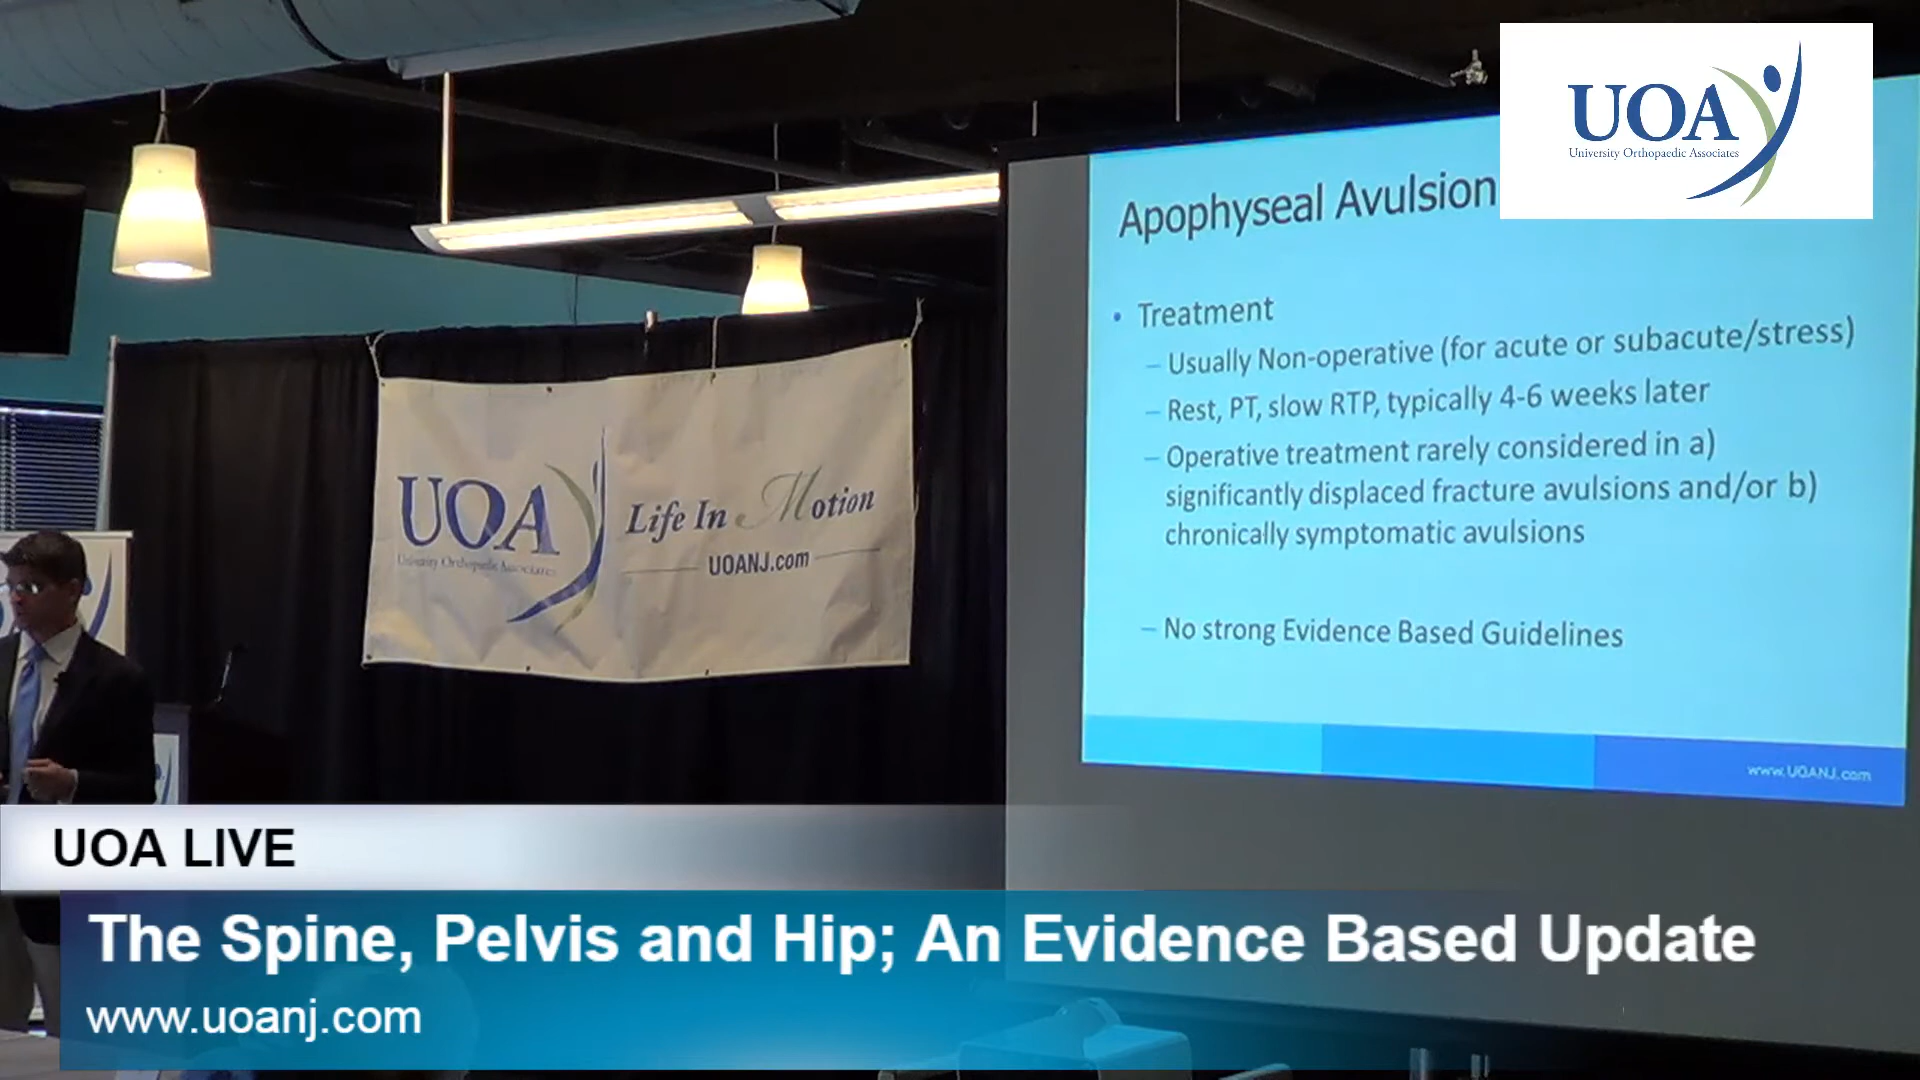 UOA
University Orthopaedic Associates
Apophyseal Avulsion
• Treatment
– Usually Non-operative (for acute or subacute/stress)
– Rest, PT, slow RTP, typically 4-6 weeks later
– Operative treatment rarely considered in a)
significantly displaced fracture avulsions and/or b)
chronically symptomatic avulsions
– No strong Evidence Based Guidelines
www.UOANJ.com
UOA
University Orthopaedic Associates
Life In Motion
UOANJ.com
UOA LIVE
The Spine, Pelvis and Hip; An Evidence Based Update
www.uoanj.com